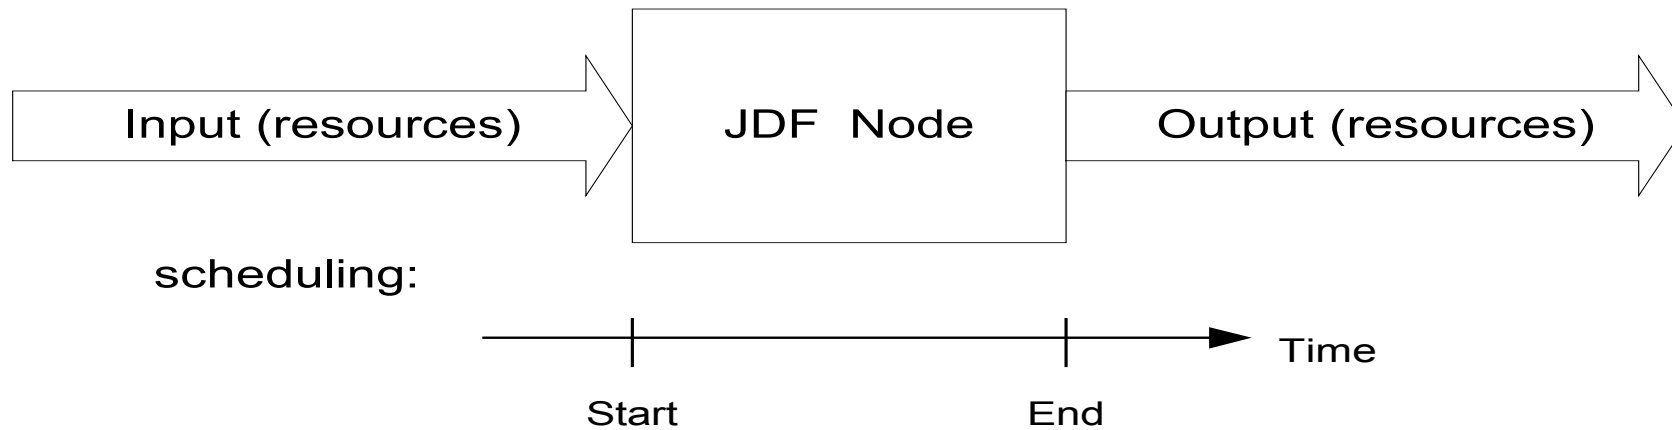 Input (resources)
JDF Node
Output (resources)
scheduling:
Time
Start
End